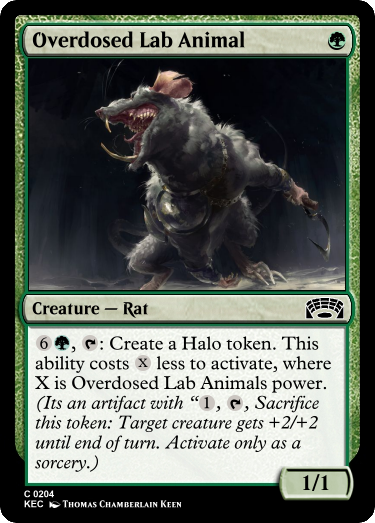 Overdosed Lab Animal
Creature — Rat
6, : Create a Halo token. This
ability costs X less to activate, where
X is Overdosed Lab Animals power.
(Its an artifact with “1, , Sacrifice
this token: Target creature gets +2/+2
until end of turn. Activate only as a
sorcery.)
1/1
C 0204
KEC Thomas Chamberlain Keen